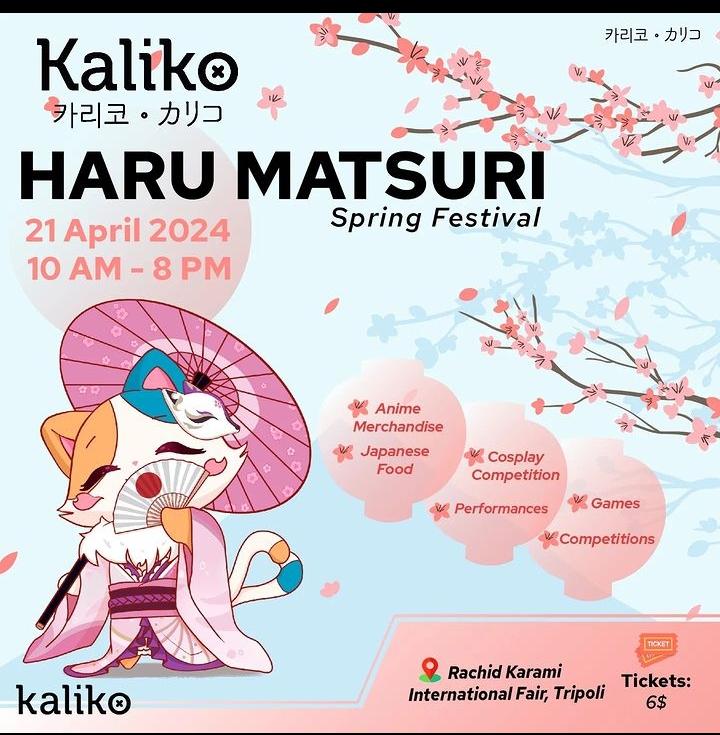 카리코・カリコ
Kaliko
카리코・カリコ
HARU MATSURI
Spring Festival
21 April 2024
10 AM - 8 PM
Anime
Merchandise
Japanese
Food
Cosplay
Competition
Performances
Games
Competitions
kaliko
Rachid Karami
International Fair, Tripoli
TICKET
Tickets:
6$